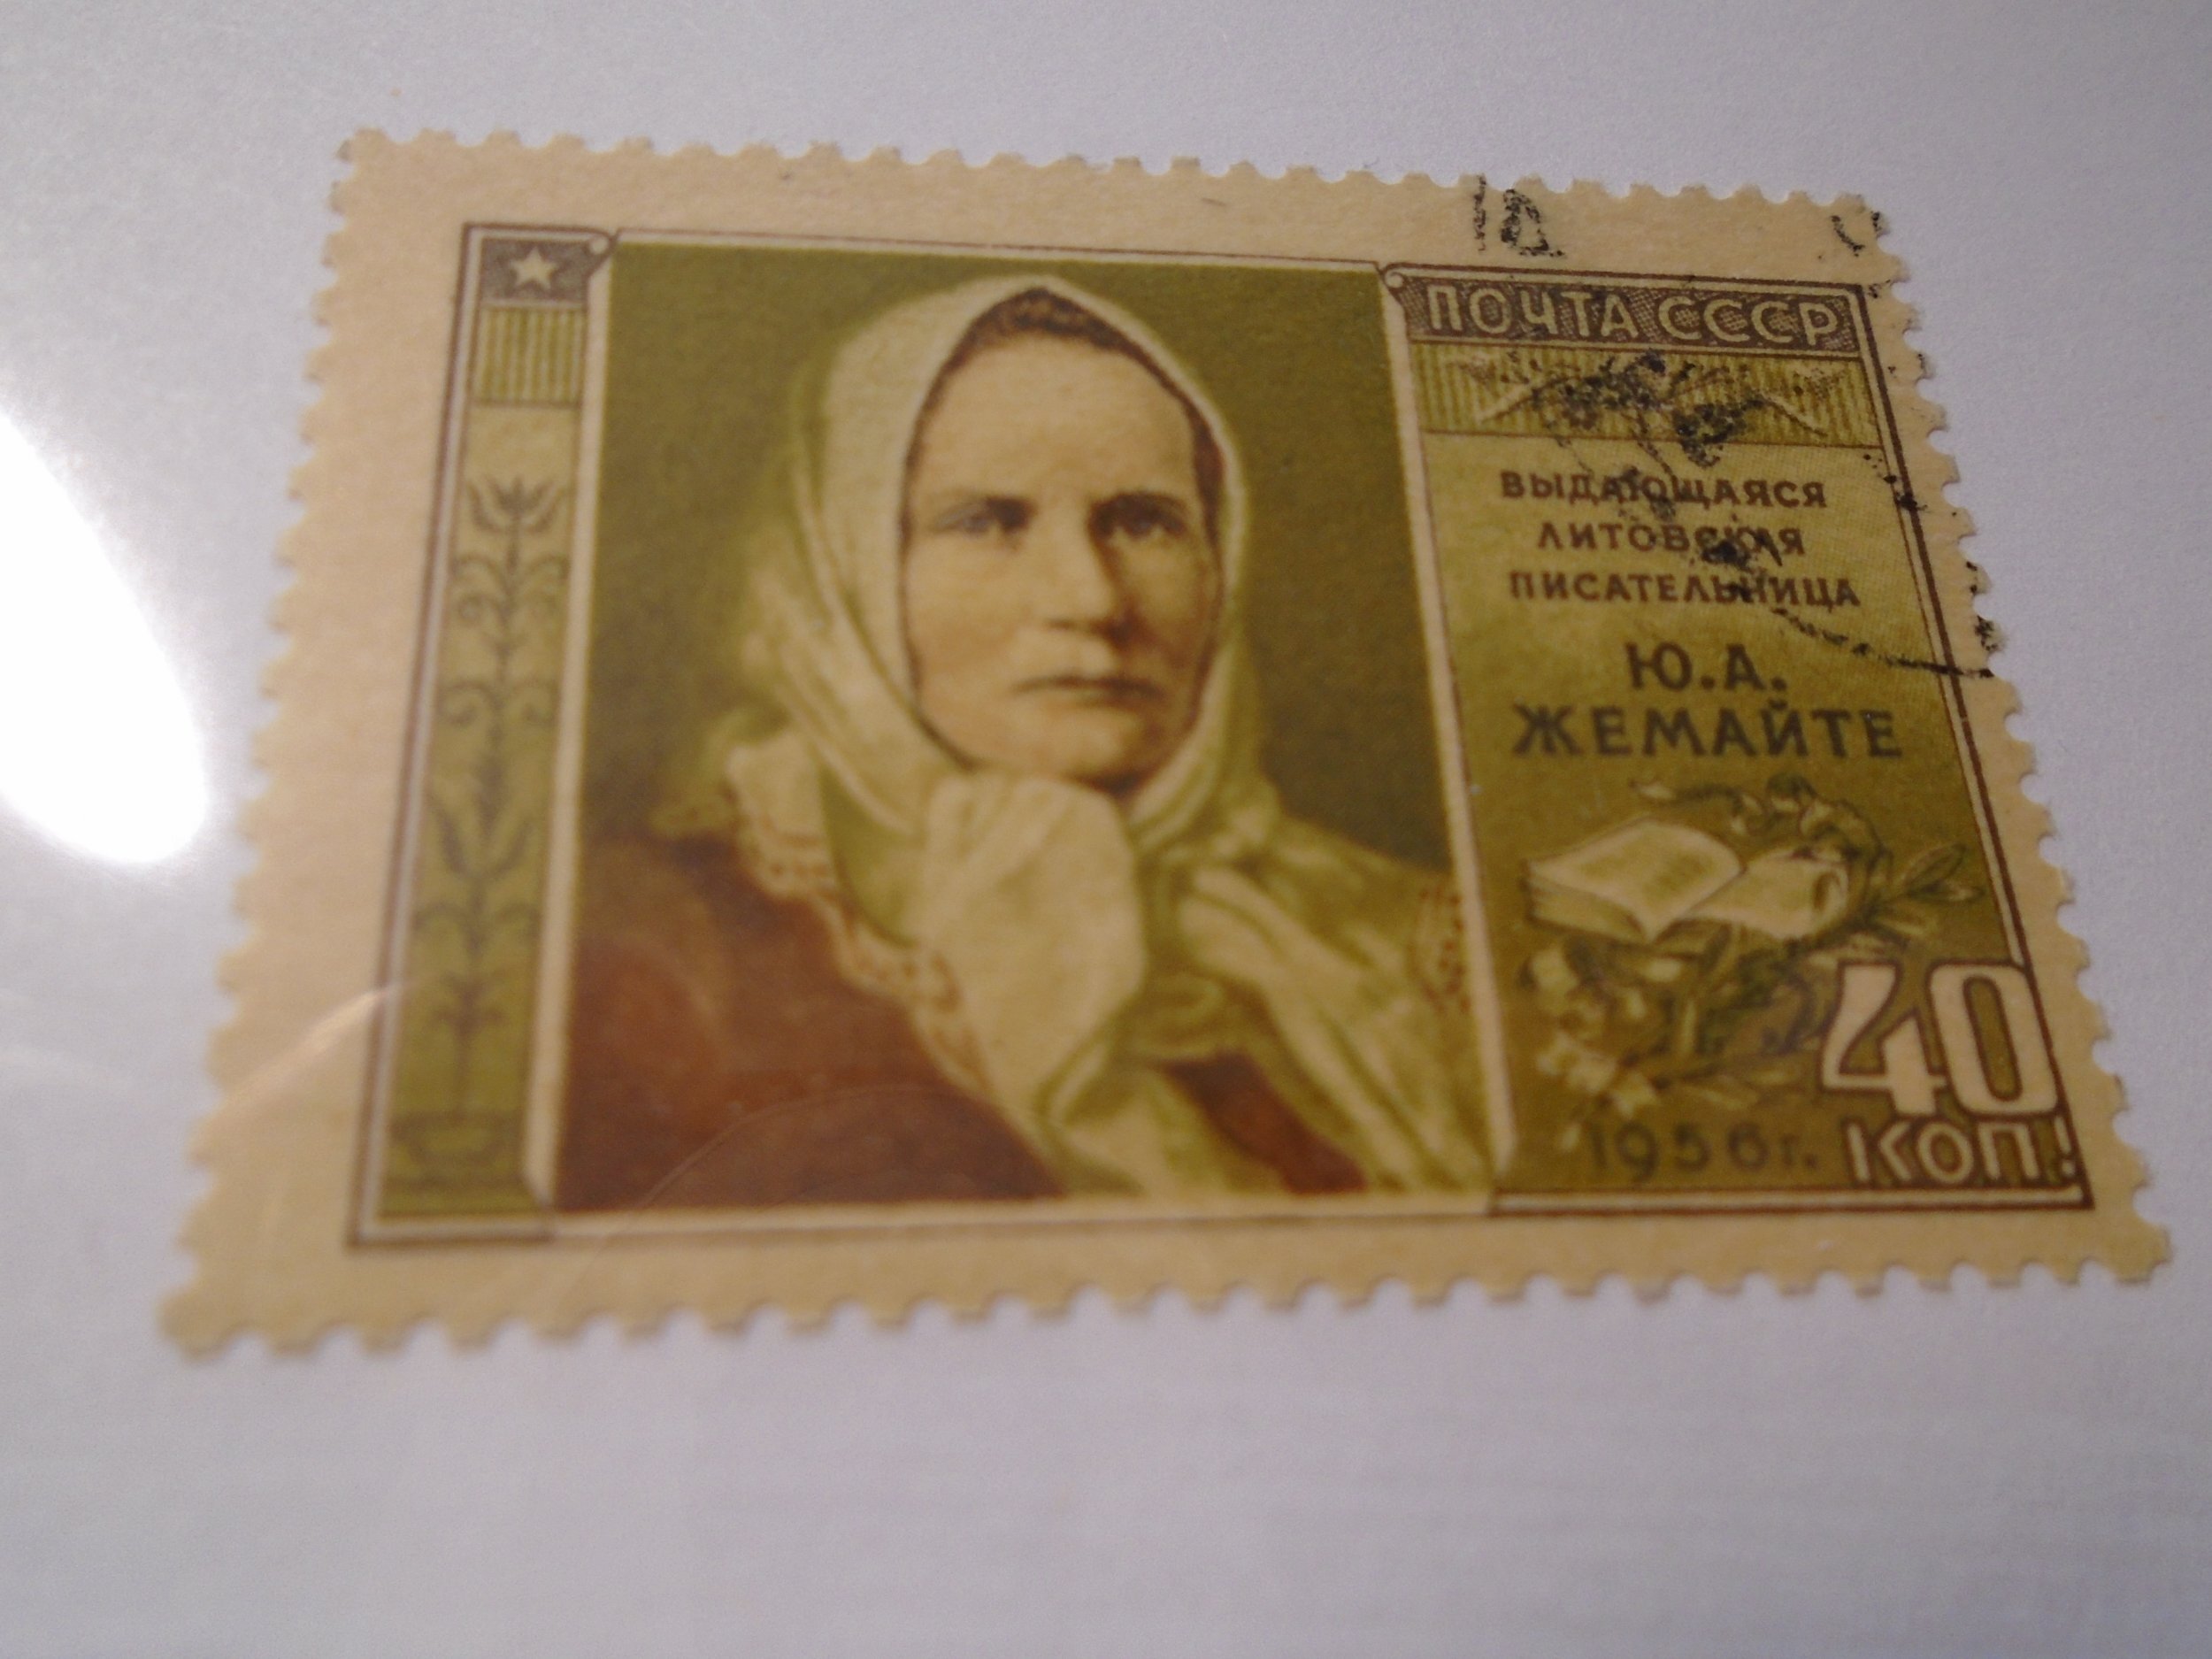 ПОЧТА СССР
ВЫДАЮЩАЯСЯ
ЛИТОВСКАЯ
ПИСАТЕЛЬНИЦА
Ю.А.
ЖЕМАЙТЕ
40
1956г. КОП.